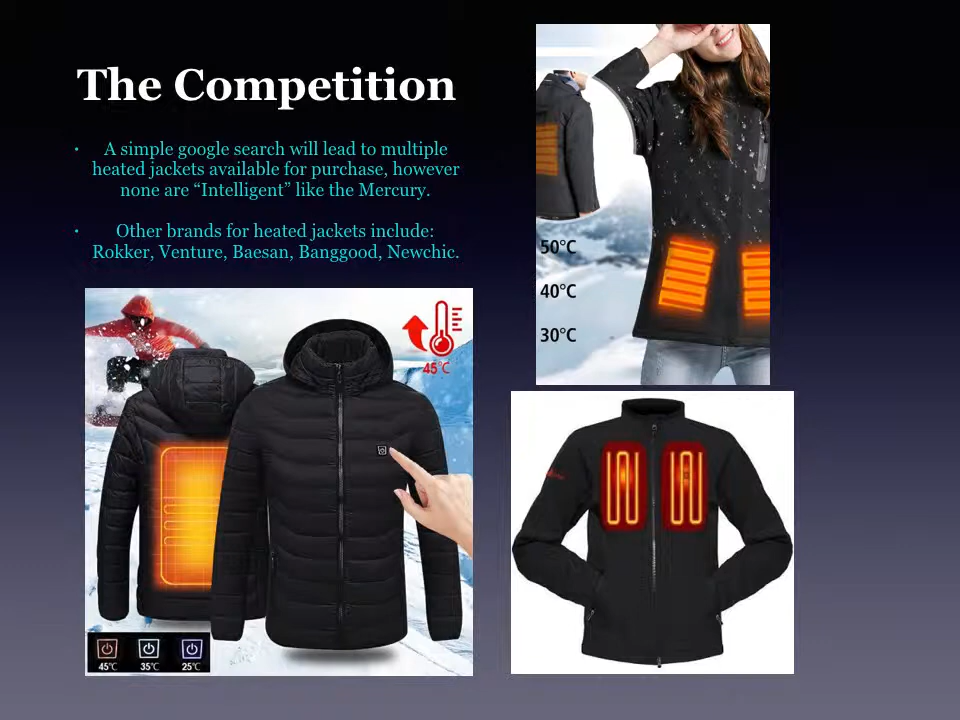 The Competition
• A simple google search will lead to multiple
heated jackets available for purchase, however
none are “Intelligent” like the Mercury.
• Other brands for heated jackets include:
Rokker, Venture, Baesan, Banggood, Newchic.
50°C
40°C
30°C
45℃
45℃ 35℃ 25℃